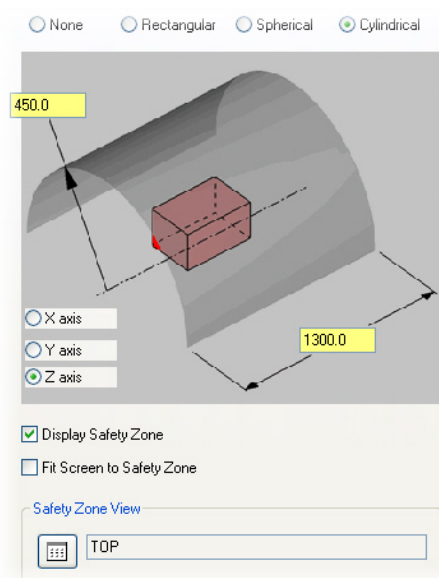 None Rectangular Spherical Cylindrical
450.0
X axis
1300.0
Y axis
Z axis
Display Safety Zone
Fit Screen to Safety Zone
Safety Zone View
TOP